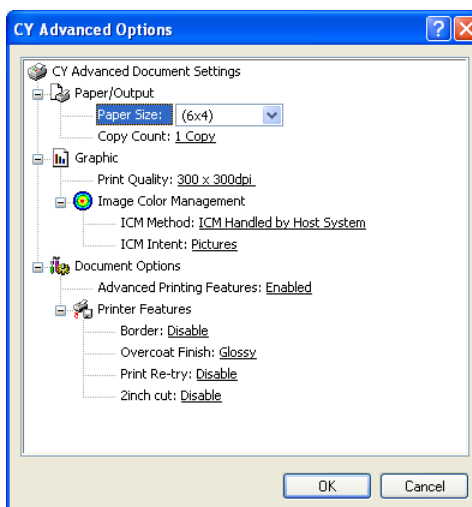 CY Advanced Options
CY Advanced Document Settings
Paper/Output
Paper Size: (6x4)
Copy Count: 1 Copy
Graphic
Print Quality: 300 x 300dpi
Image Color Management
ICM Method: ICM Handled by Host System
ICM Intent: Pictures
Document Options
Advanced Printing Features: Enabled
Printer Features
Border: Disable
Overcoat Finish: Glossy
Print Re-try: Disable
2inch cut: Disable
OK Cancel